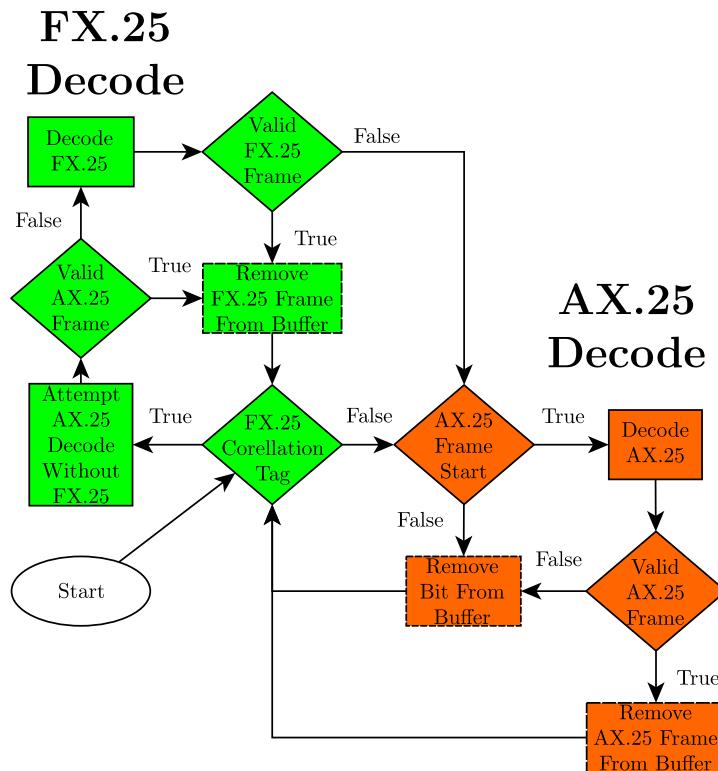 FX.25
Decode
Decode
FX.25
Valid
FX.25
Frame
False
False
True
Valid
AX.25
Frame
True
Remove
FX.25 Frame
From Buffer
AX.25
Decode
Attempt
AX.25
Decode
Without
FX.25
True
FX.25
Corellation
Tag
False
AX.25
Frame
Start
True
Decode
AX.25
False
Start
Remove
Bit From
Buffer
False
Valid
AX.25
Frame
True
Remove
AX.25 Frame
From Buffer